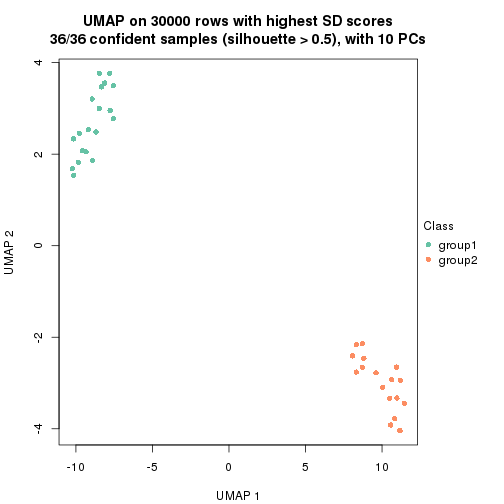 UMAP on 30000 rows with highest SD scores
36/36 confident samples (silhouette > 0.5), with 10 PCs
4
2
0
-2
-4
UMAP 2
-10
-5
0
5
10
UMAP 1
Class
group1
group2